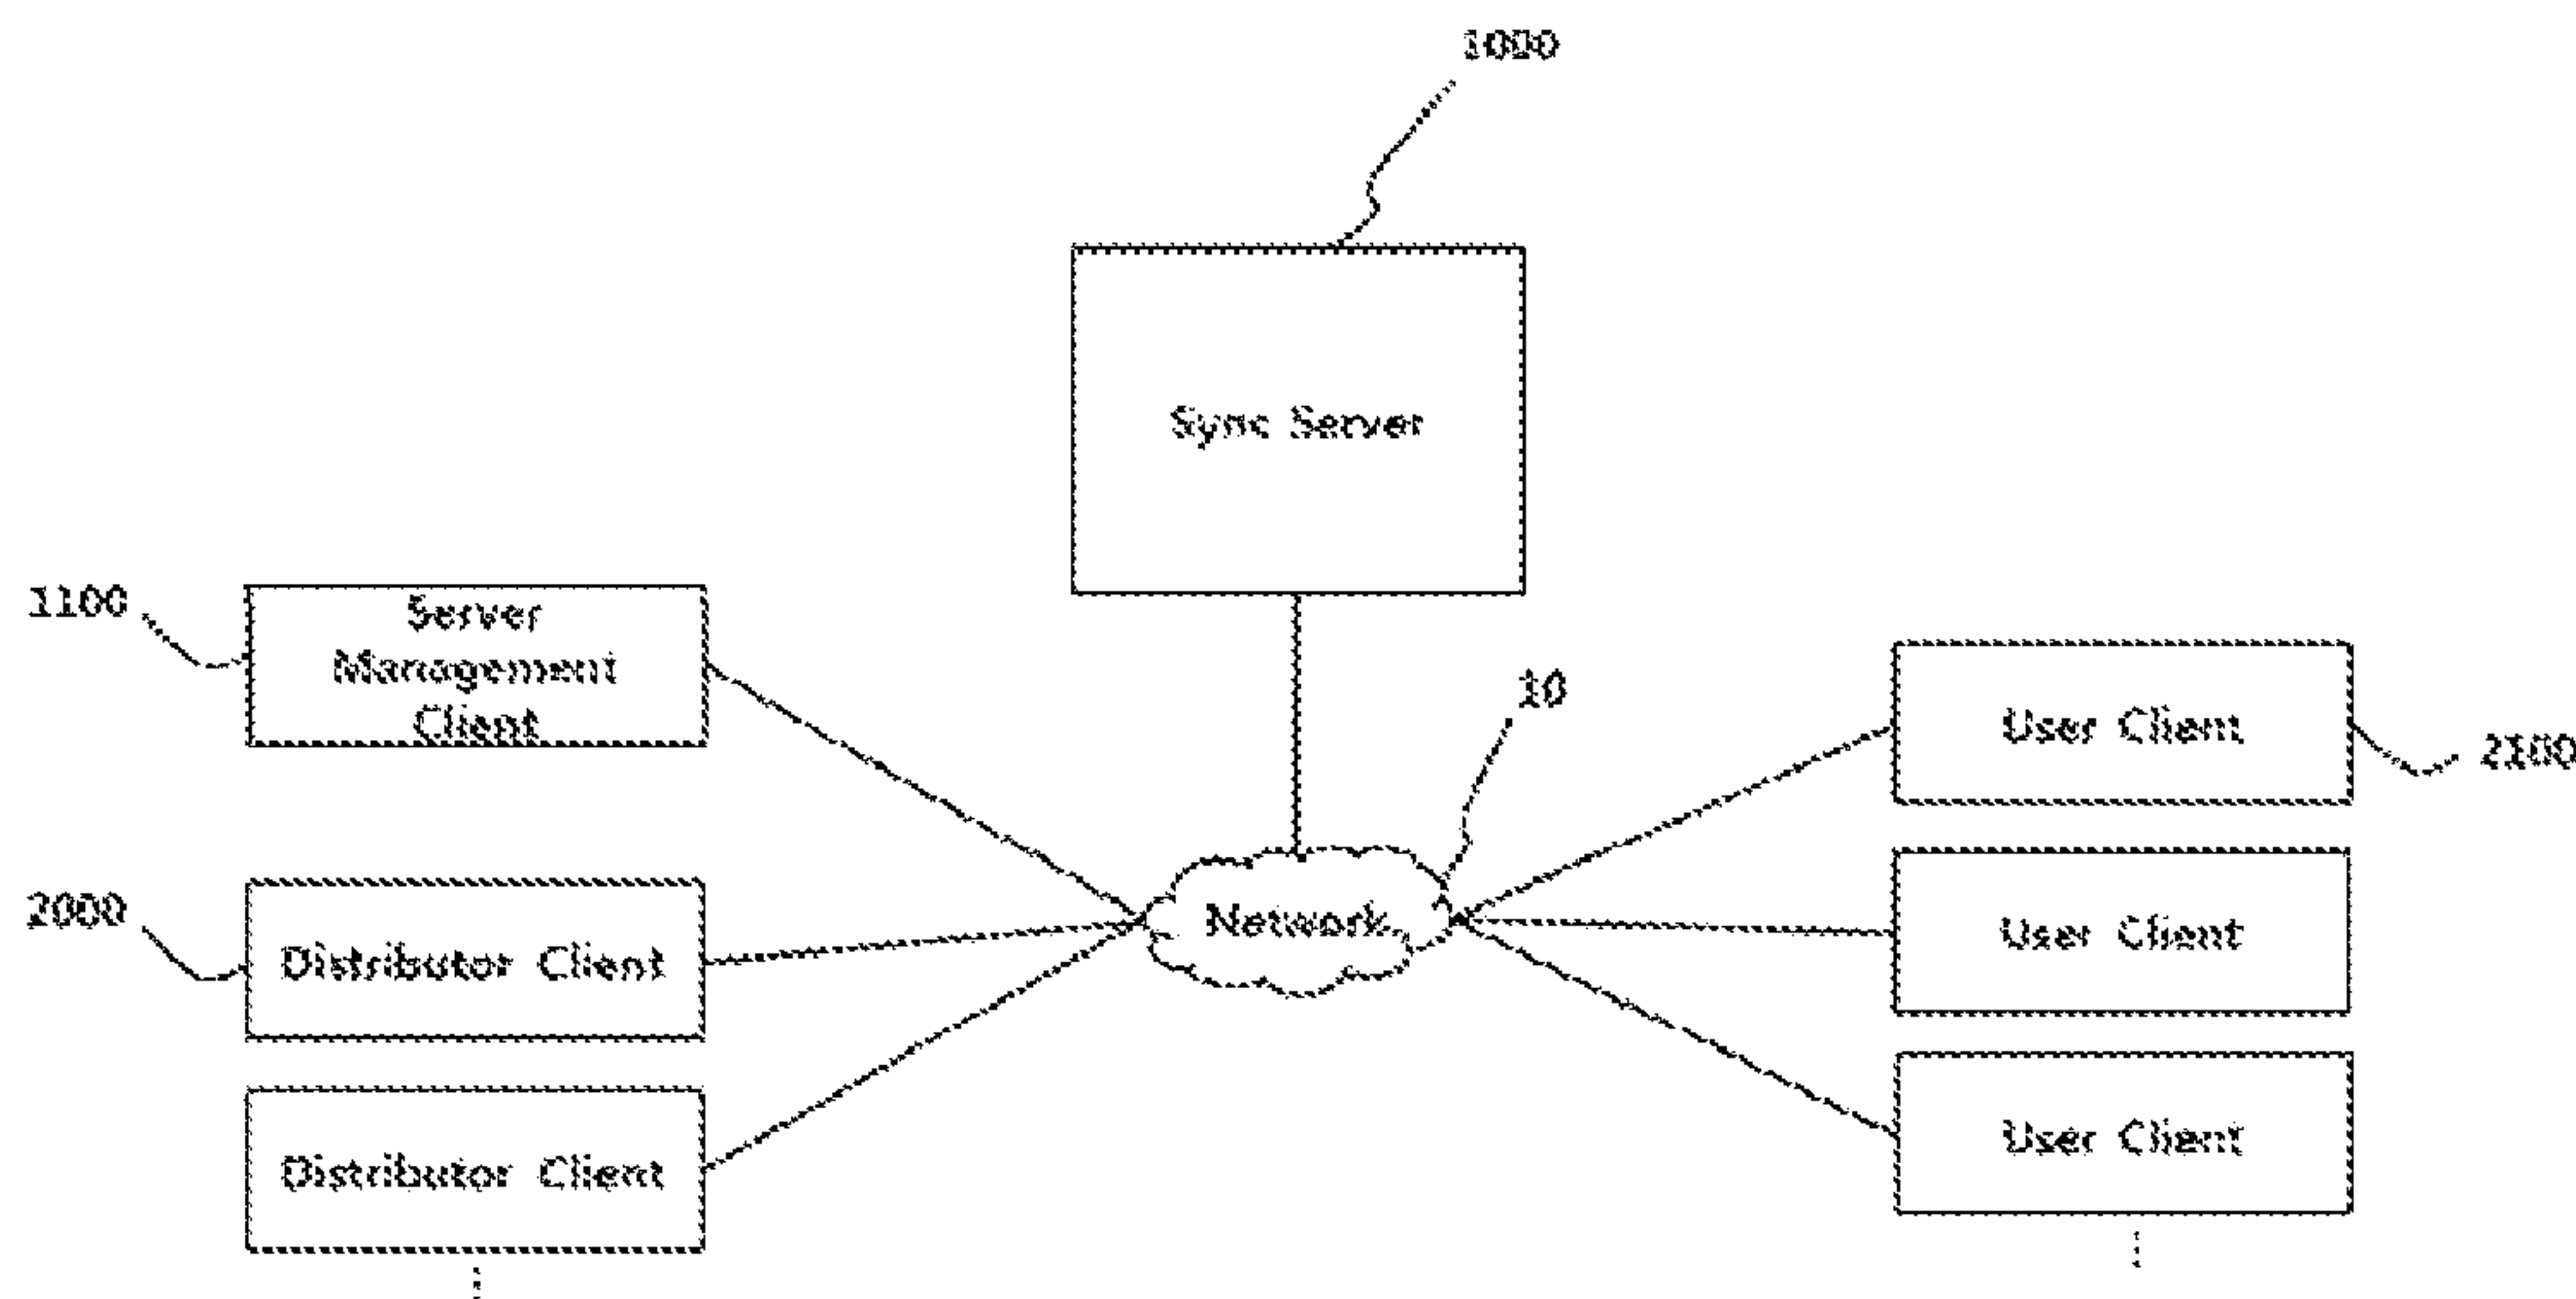 1000
Sync Server
1100
Server
Management
Client
10
User Client
2100
Network
User Client
2000
Distributor Client
User Client
Distributor Client